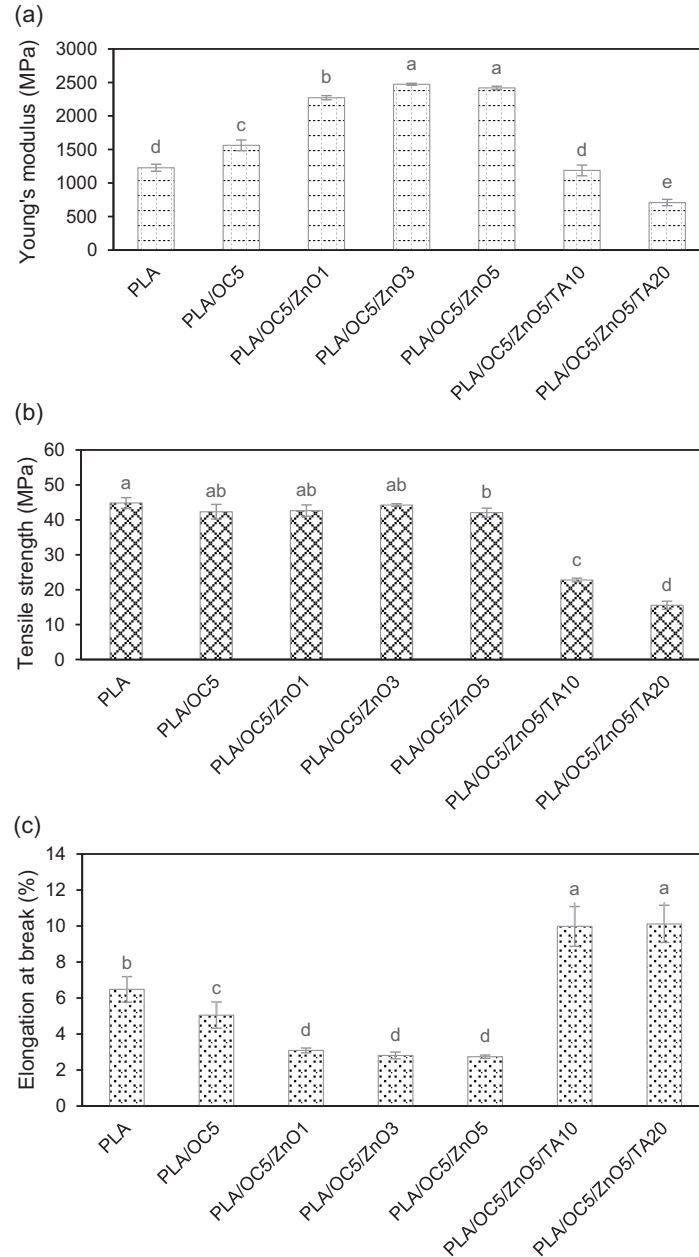 (a)
Young's modulus (MPa)
3000
2500
2000
1500
1000
500
0
d
c
b
a
a
d
e
PLA
PLA/OC5
PLA/OC5/ZnO1
PLA/OC5/ZnO3
PLA/OC5/ZnO5
PLA/OC5/ZnO5/TA10
PLA/OC5/ZnO5/TA20
(b)
Tensile strength (MPa)
60
50
40
30
20
10
0
a
ab
ab
ab
b
c
d
PLA
PLA/OC5
PLA/OC5/ZnO1
PLA/OC5/ZnO3
PLA/OC5/ZnO5
PLA/OC5/ZnO5/TA10
PLA/OC5/ZnO5/TA20
(c)
Elongation at break (%)
14
12
10
8
6
4
2
0
b
c
d
d
d
a
a
PLA
PLA/OC5
PLA/OC5/ZnO1
PLA/OC5/ZnO3
PLA/OC5/ZnO5
PLA/OC5/ZnO5/TA10
PLA/OC5/ZnO5/TA20